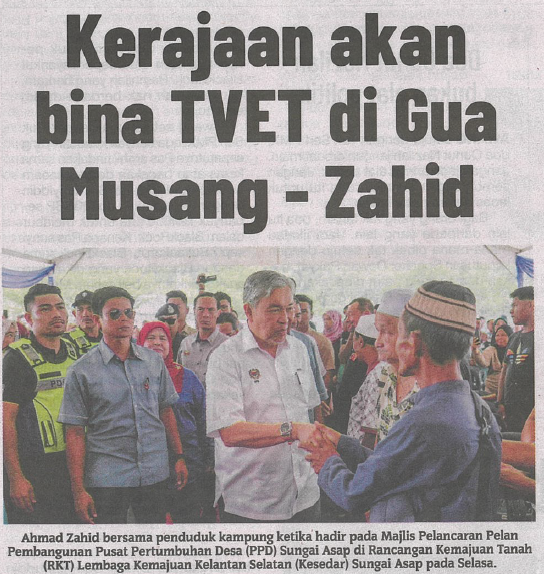 Kerajaan akan
bina TVET di Gua
Musang - Zahid
Ahmad Zahid bersama penduduk kampung ketika hadir pada Majlis Pelancaran Pelan
Pembangunan Pusat Pertumbuhan Desa (PPD) Sungai Asap di Rancangan Kemajuan Tanah
(RKT) Lembaga Kemajuan Kelantan Selatan (Kesedar) Sungai Asap pada Selasa.